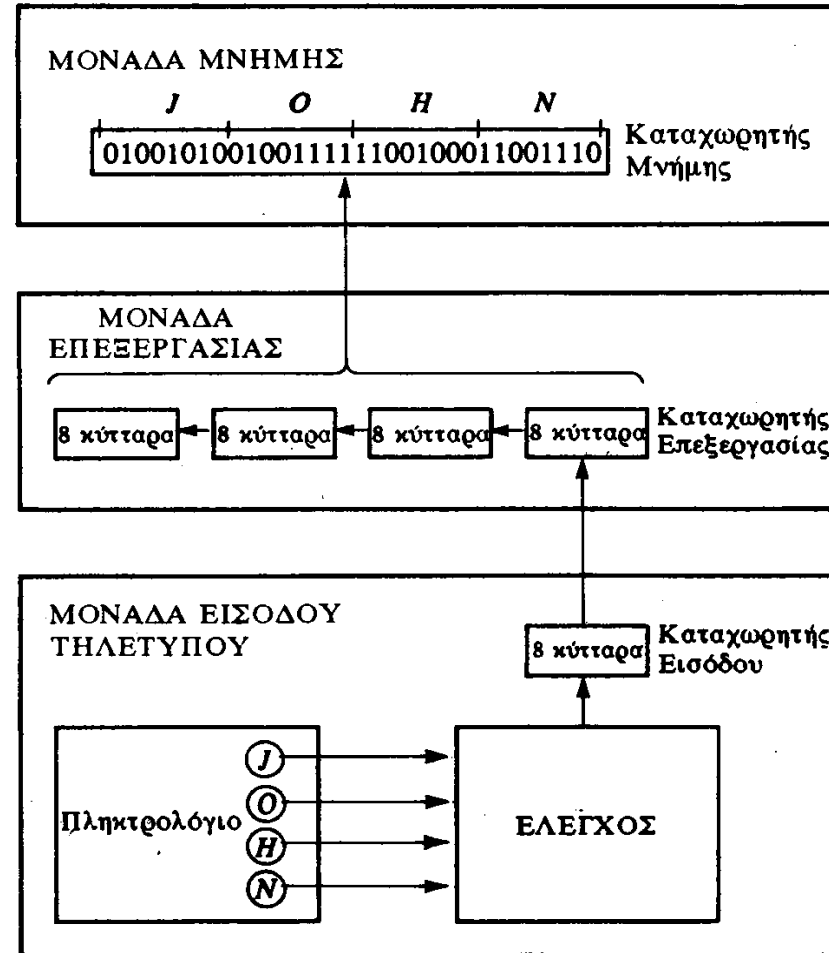 ΜΟΝΑΔΑ ΜΝΗΜΗΣ
J O H N
01001010010011111100100011001110
Καταχωρητής
Μνήμης
ΜΟΝΑΔΑ
ΕΠΕΞΕΡΓΑΣΙΑΣ
8 κύτταρα 8 κύτταρα 8 κύτταρα 8 κύτταρα
Καταχωρητής
Επεξεργασίας
ΜΟΝΑΔΑ ΕΙΣΟΔΟΥ
ΤΗΛΕΤΥΠΟΥ
8 κύτταρα
Καταχωρητής
Εισόδου
J
O
Πληκτρολόγιο
H
N
ΕΛΕΓΧΟΣ